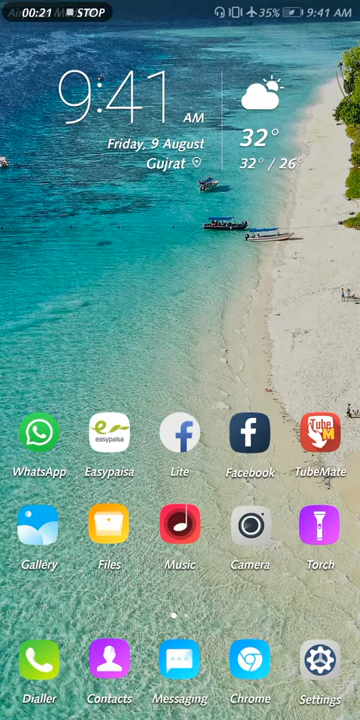 00:21 STOP 35% 9:41 AM
9:41 AM
Friday, 9 August
Gujrat
32°
32° / 26°
easypaisa
Tube
M
WhatsApp Easypaisa Lite Facebook TubeMate
Gallery Files Music Camera Torch
Dialler Contacts Messaging Chrome Settings